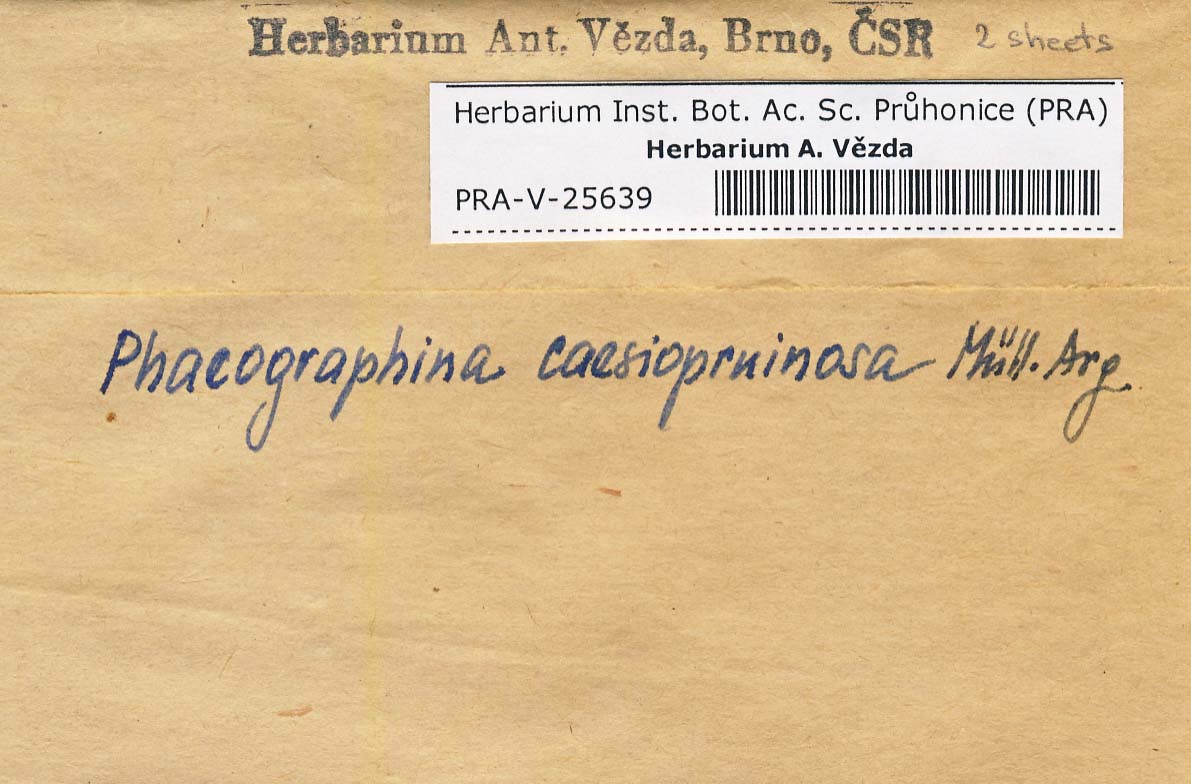 Herbarium Ant. Vězda, Brno, ČSR 2 sheets
Herbarium Inst. Bot. Ac. Sc. Průhonice (PRA)
Herbarium A. Vězda
PRA-V-25639
Phaeographina caesiopruinosa Müll. Arg.